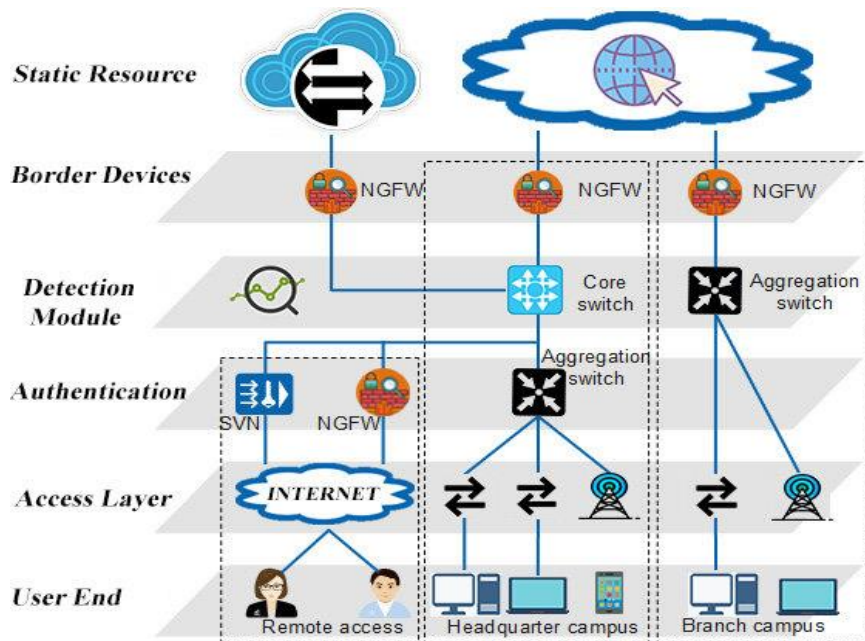 Static Resource
Border Devices
NGFW
NGFW
NGFW
Detection
Module
Core
switch
Aggregation
switch
Aggregation
switch
Authentication
SVN
NGFW
Access Layer
INTERNET
User End
Remote access
Headquarter campus
Branch campus